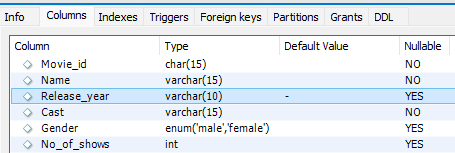 Info Columns Indexes Triggers Foreign keys Partitions Grants DDL
Column Type Default Value Nullable
Movie_id char(15) NO
Name varchar(15) NO
Release_year varchar(10) - YES
Cast varchar(15) NO
Gender enum('male','female') YES
No_of_shows int YES